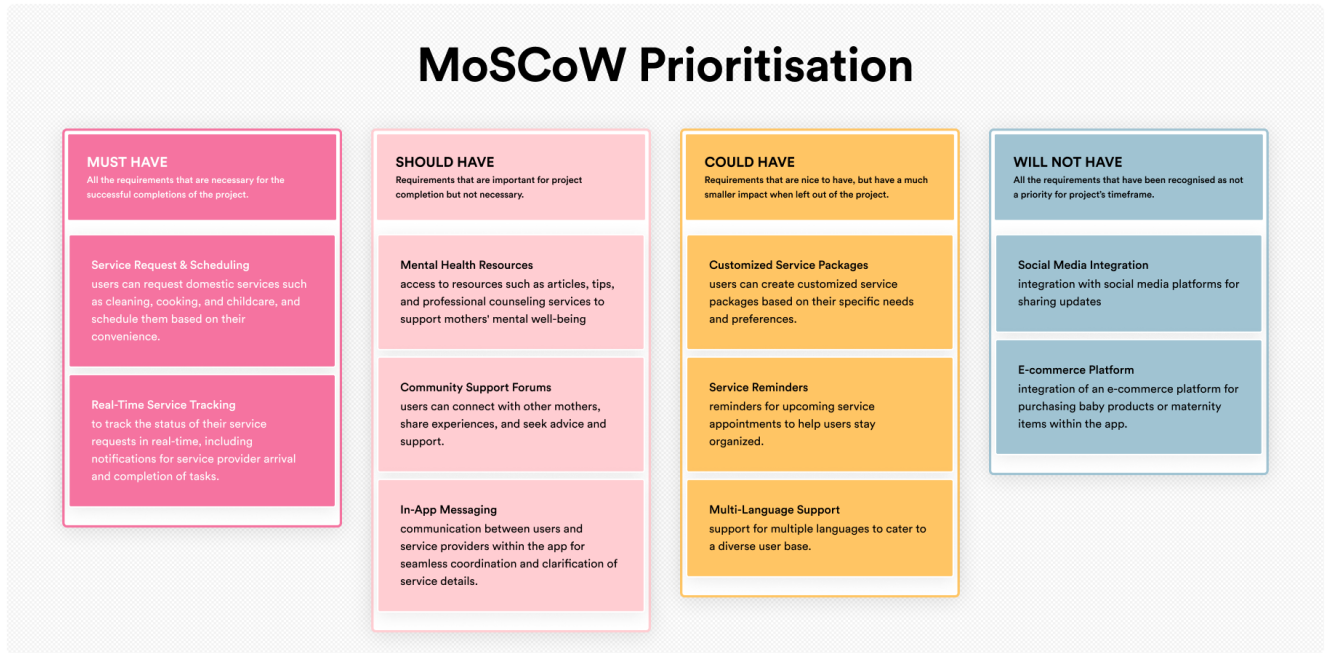 MoSCoW Prioritisation
MUST HAVE
All the requirements that are necessary for the
successful completions of the project.
Service Request & Scheduling
users can request domestic services such
as cleaning, cooking, and childcare, and
schedule them based on their
convenience.
Real-Time Service Tracking
to track the status of their service
requests in real-time, including
notifications for service provider arrival
and completion of tasks.
SHOULD HAVE
Requirements that are important for project
completion but not necessary.
Mental Health Resources
access to resources such as articles, tips,
and professional counseling services to
support mothers' mental well-being
Community Support Forums
users can connect with other mothers,
share experiences, and seek advice and
support.
In-App Messaging
communication between users and
service providers within the app for
seamless coordination and clarification of
service details.
COULD HAVE
Requirements that are nice to have, but have a much
smaller impact when left out of the project.
Customized Service Packages
users can create customized service
packages based on their specific needs
and preferences.
Service Reminders
reminders for upcoming service
appointments to help users stay
organized.
Multi-Language Support
support for multiple languages to cater to
a diverse user base.
WILL NOT HAVE
All the requirements that have been recognised as not
a priority for project's timeframe.
Social Media Integration
integration with social media platforms for
sharing updates
E-commerce Platform
integration of an e-commerce platform for
purchasing baby products or maternity
items within the app.